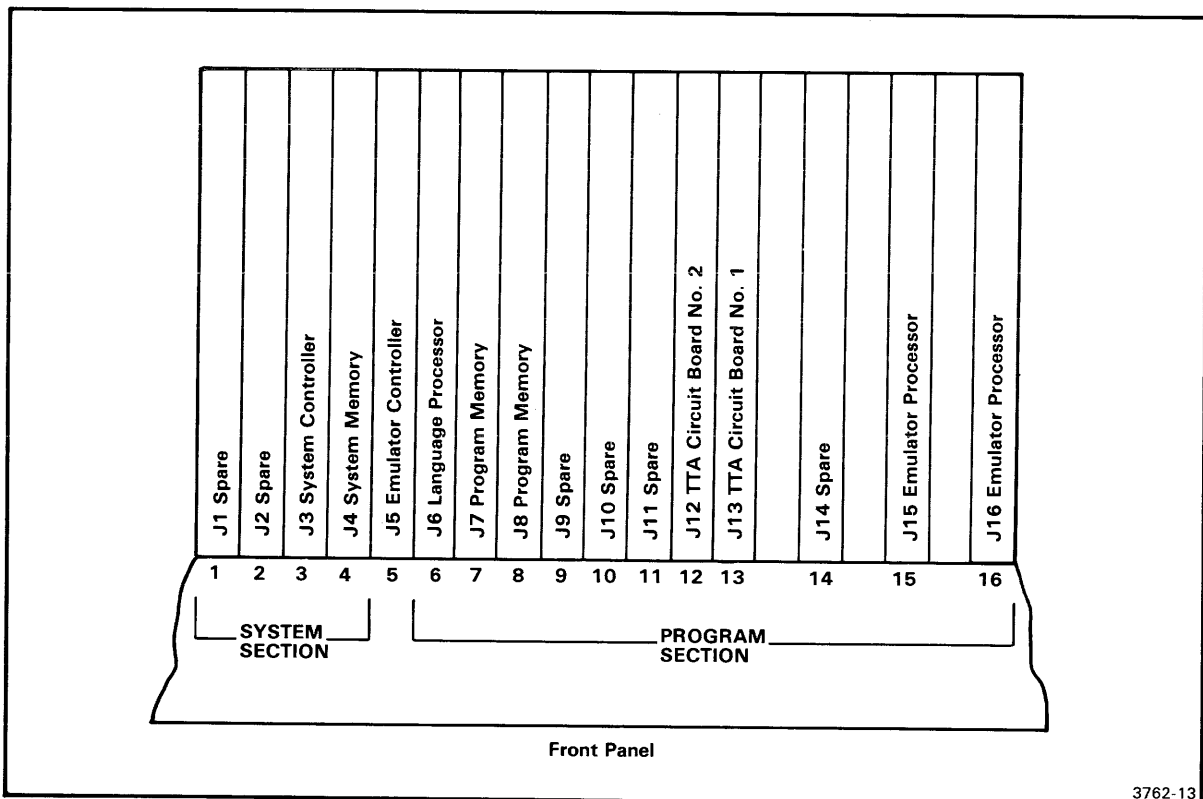 J1 Spare
J2 Spare
J3 System Controller
J4 System Memory
J5 Emulator Controller
J6 Language Processor
J7 Program Memory
J8 Program Memory
J9 Spare
J10 Spare
J11 Spare
J12 TTA Circuit Board No. 2
J13 TTA Circuit Board No. 1
J14 Spare
J15 Emulator Processor
J16 Emulator Processor
1 2 3 4 5 6 7 8 9 10 11 12 13 14 15 16
SYSTEM
SECTION
PROGRAM
SECTION
Front Panel
3762-13